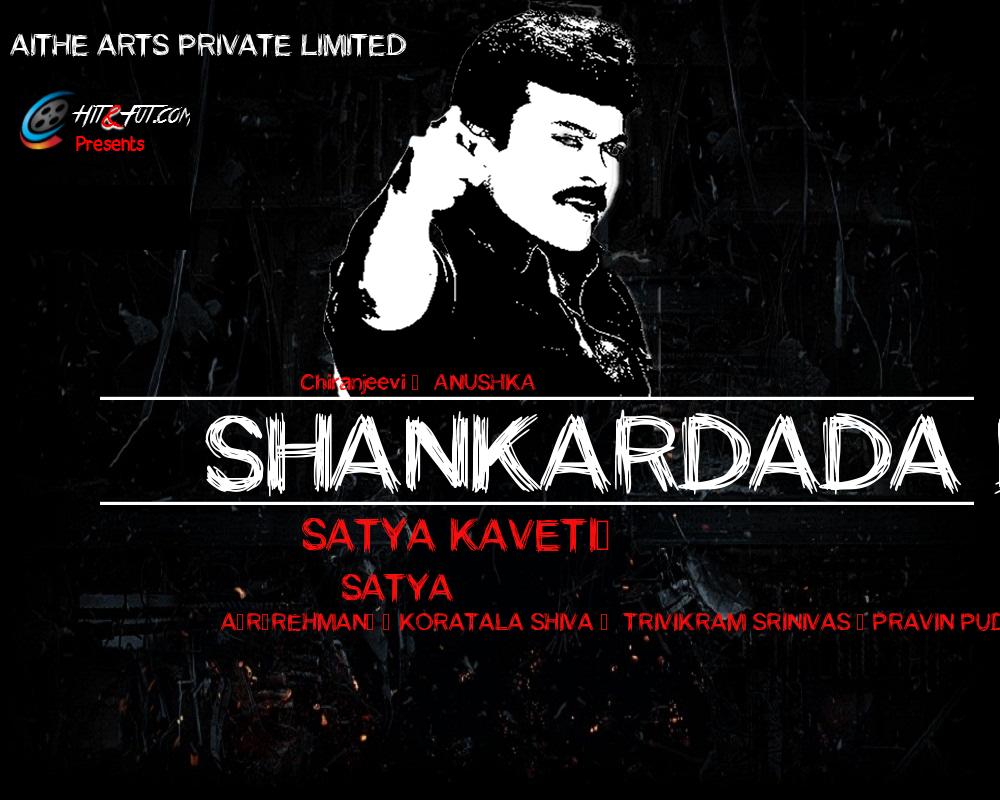 AITHE ARTS PRIVATE LIMITED
HIT&FUT.COM
Presents
Chiranjeevi ▯ ANUSHKA
SHANKARDADA
SATYA KAVETI▯
SATYA
A▯R▯REHMAN▯ ▯ KORATALA SHIVA ▯ TRIVIKRAM SRINIVAS ▯ PRAVIN PUD